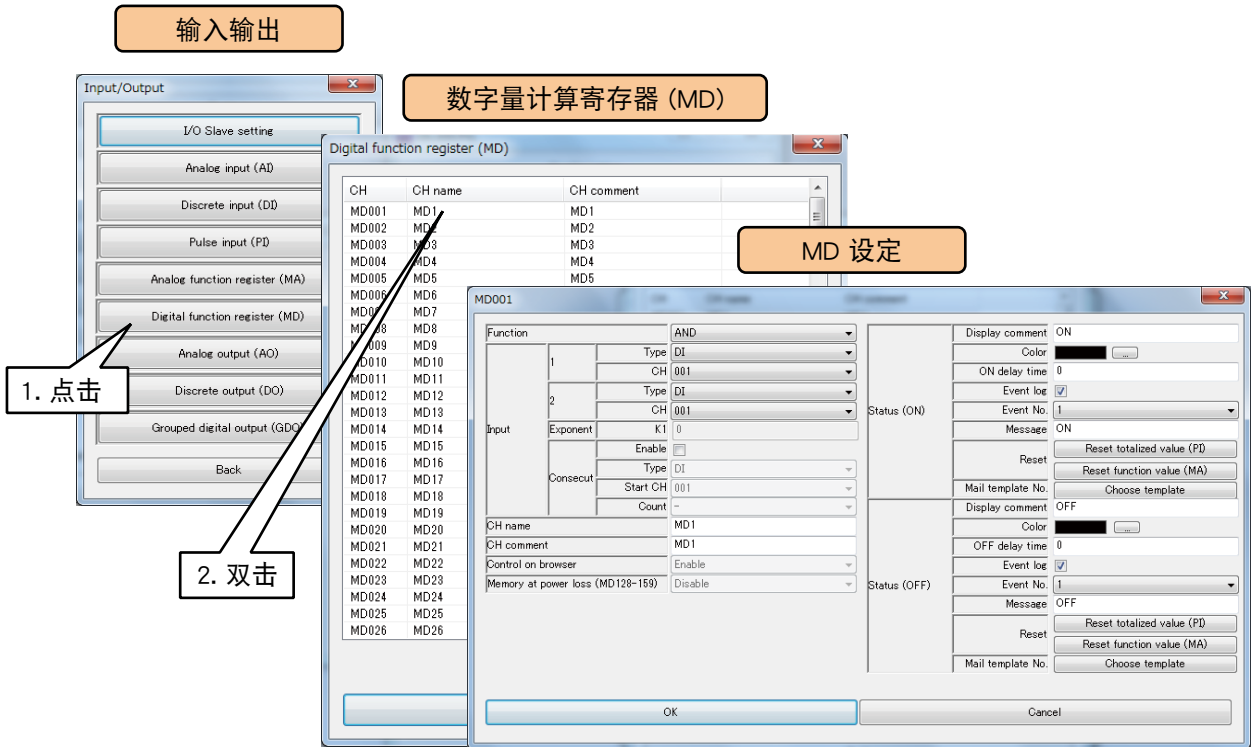 输入输出
Input/Output
I/O Slave setting
Analog input (AI)
Discrete input (DI)
Pulse input (PI)
Analog function register (MA)
Digital function register (MD)
Analog output (AO)
Discrete output (DO)
Grouped digital output (GDO)
Back
1. 点击
数字量计算寄存器 (MD)
Digital function register (MD)
CH CH name CH comment
MD001 MD1 MD1
MD002 MD2 MD2
MD003 MD3 MD3
MD004 MD4 MD4
MD005 MD5 MD5
MD006 MD6
MD007 MD7
MD008 MD8
MD009 MD9
MD010 MD10
MD011 MD11
MD012 MD12
MD013 MD13
MD014 MD14
MD015 MD15
MD016 MD16
MD017 MD17
MD018 MD18
MD019 MD19
MD020 MD20
MD021 MD21
MD022 MD22
MD023 MD23
MD024 MD24
MD025 MD25
MD026 MD26
2. 双击
MD 设定
MD001
Function AND
Input 1 Type DI
CH 001
2 Type DI
CH 001
Exponent K1 0
Consecut Enable
Type DI
Start CH 001
Count -
CH name MD1
CH comment MD1
Control on browser Enable
Memory at power loss (MD128-159) Disable
Status (ON) Display comment ON
Color ...
ON delay time 0
Event log
Event No. 1
Message ON
Reset Reset totalized value (PI)
Reset function value (MA)
Mail template No. Choose template
Status (OFF) Display comment OFF
Color ...
OFF delay time 0
Event log
Event No. 1
Message OFF
Reset Reset totalized value (PI)
Reset function value (MA)
Mail template No. Choose template
OK Cancel